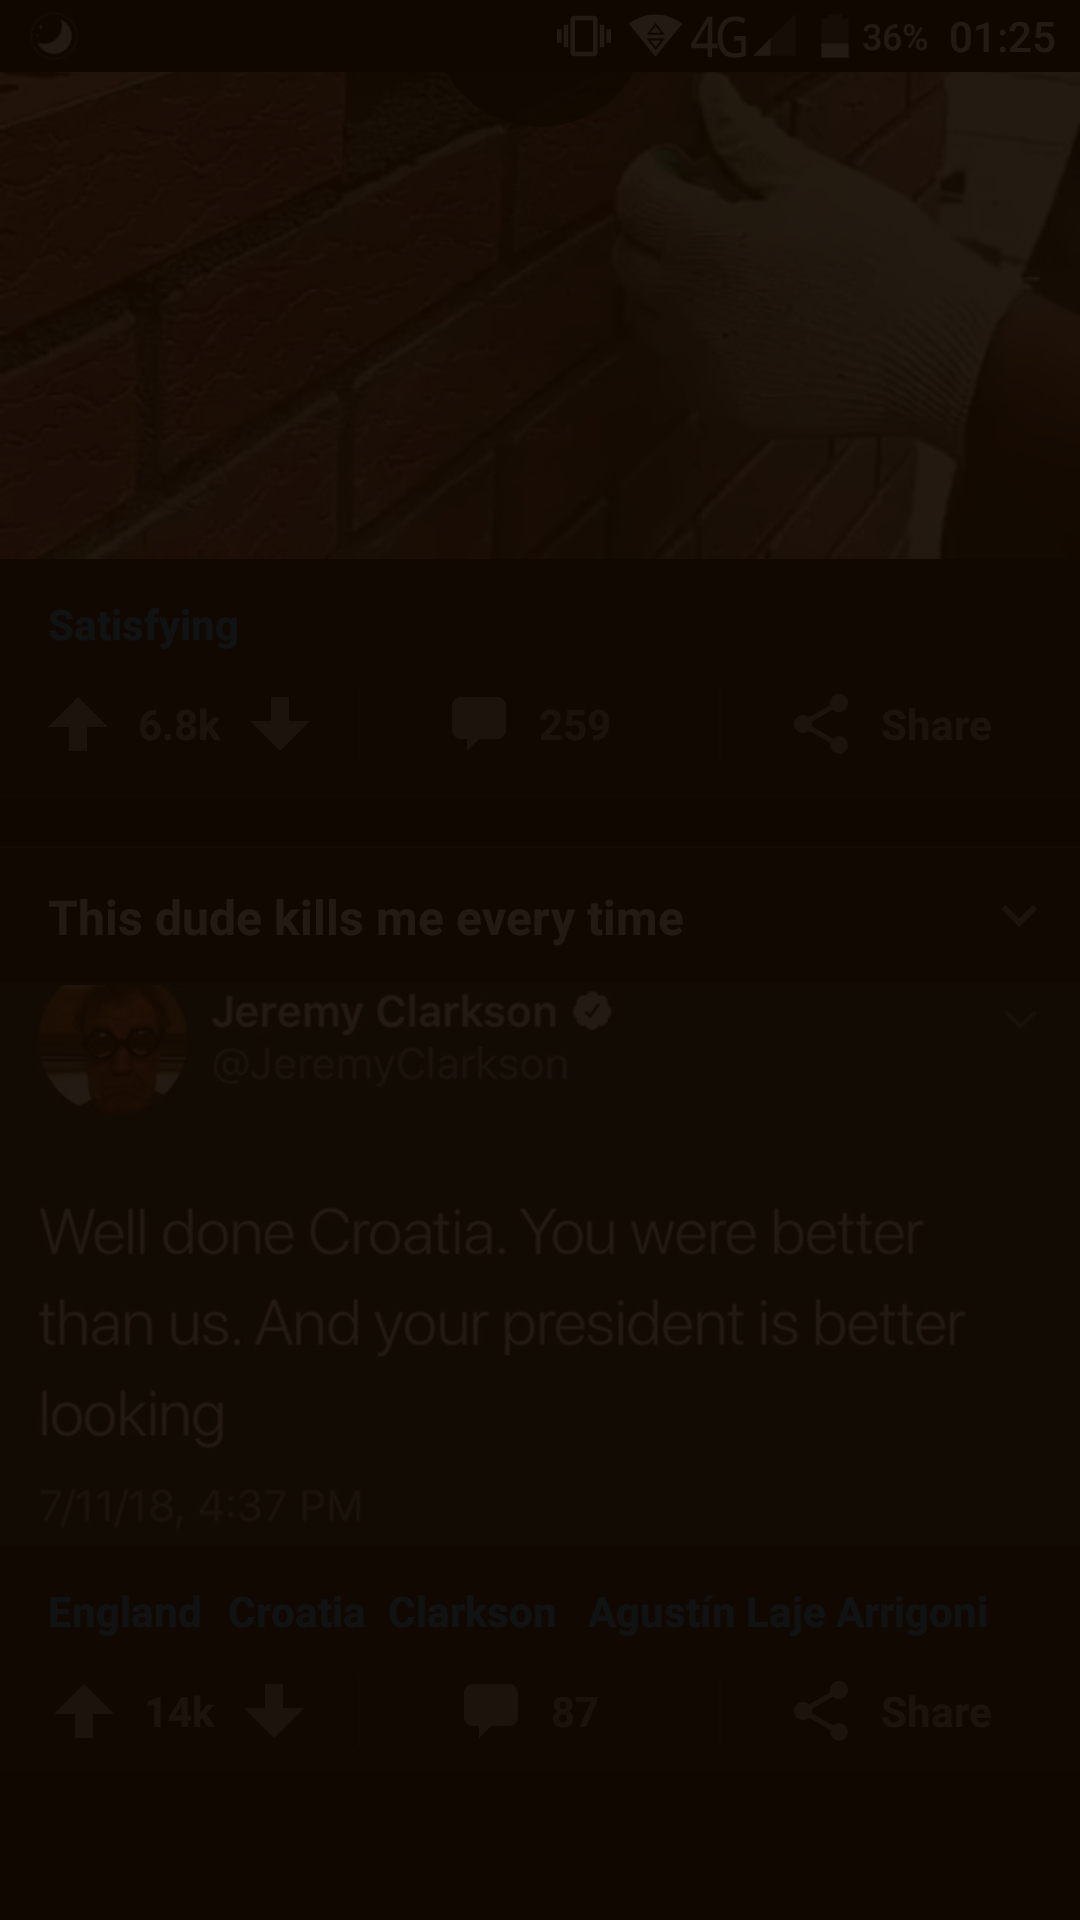 4G 36% 01:25
Satisfying
6.8k 259 Share
This dude kills me every time
Jeremy Clarkson
@JeremyClarkson
Well done Croatia. You were better
than us. And your president is better
looking
7/11/18, 4:37 PM
England Croatia Clarkson Agustín Laje Arrigoni
14k 87 Share